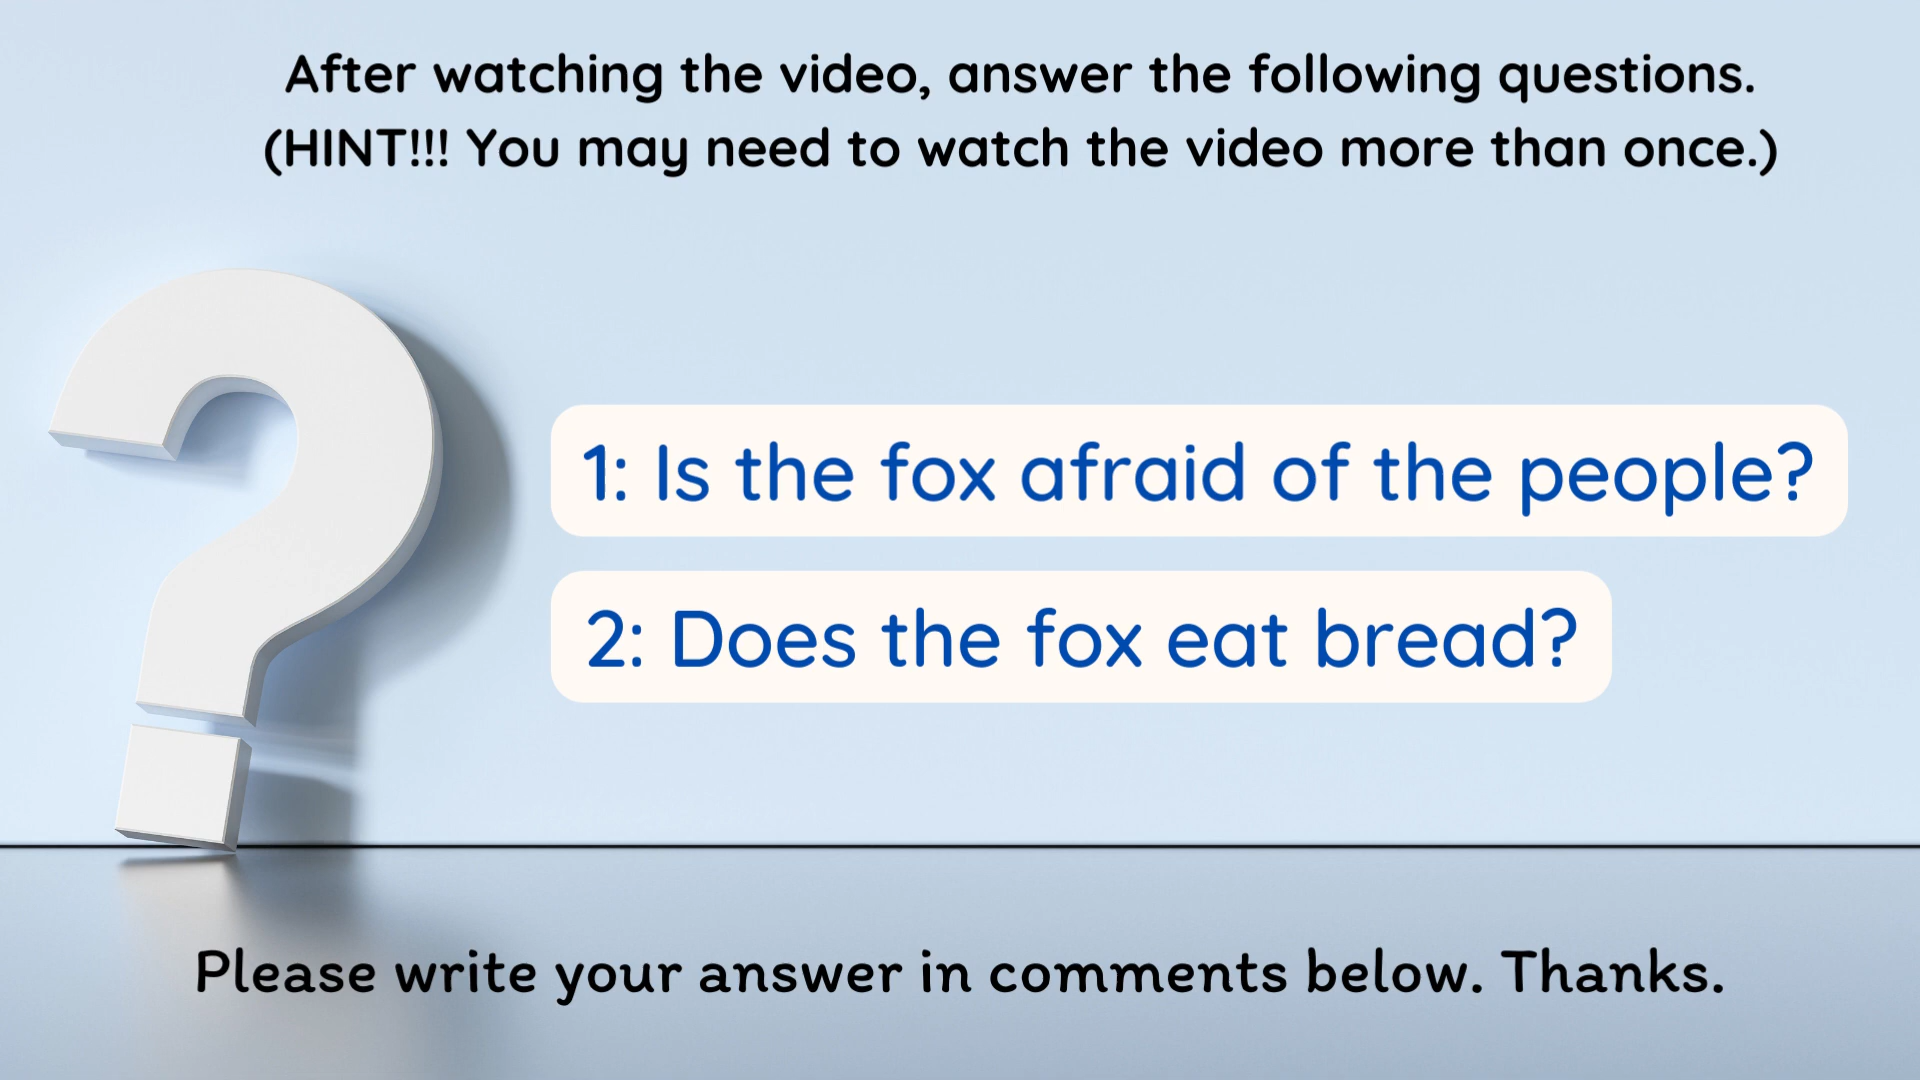 After watching the video, answer the following questions.
(HINT!!! You may need to watch the video more than once.)
1: Is the fox afraid of the people?
2: Does the fox eat bread?
Please write your answer in comments below. Thanks.